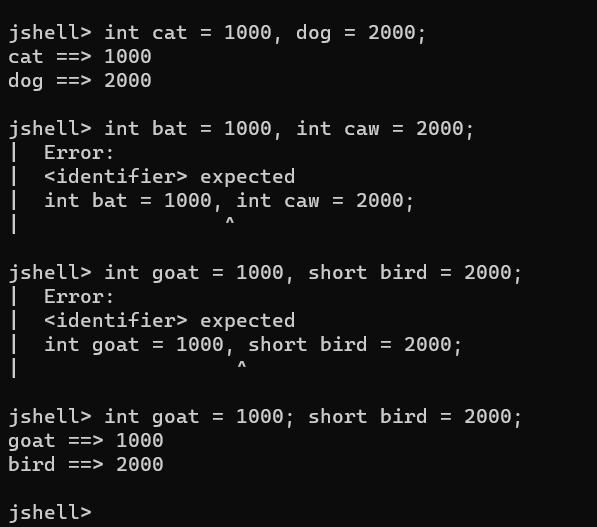 jshell> int cat = 1000, dog = 2000;
cat ==> 1000
dog ==> 2000
jshell> int bat = 1000, int caw = 2000;
|  Error:
|  <identifier> expected
|  int bat = 1000, int caw = 2000;
|                 ^
jshell> int goat = 1000, short bird = 2000;
|  Error:
|  <identifier> expected
|  int goat = 1000, short bird = 2000;
|                  ^
jshell> int goat = 1000; short bird = 2000;
goat ==> 1000
bird ==> 2000
jshell>